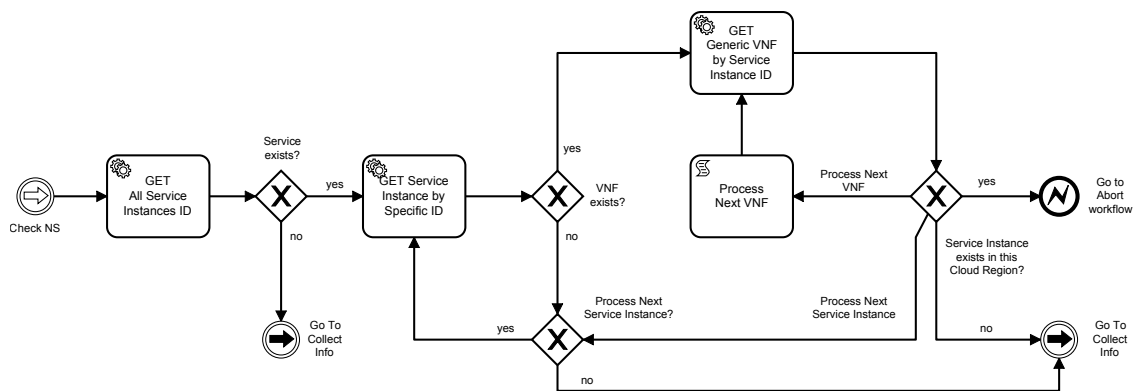 GET
Generic VNF
by Service
Instance ID
Service
exists?
yes
GET
All Service
Instances ID
yes
GET Service
Instance by
Specific ID
VNF
exists?
Process
Next VNF
Process Next
VNF
yes
Go to
Abort
workflow
Check NS
no
no
Service Instance
exists in this
Cloud Region?
Process Next
Service Instance?
Process Next
Service Instance
Go To
Collect
Info
yes
no
Go To
Collect
Info
no